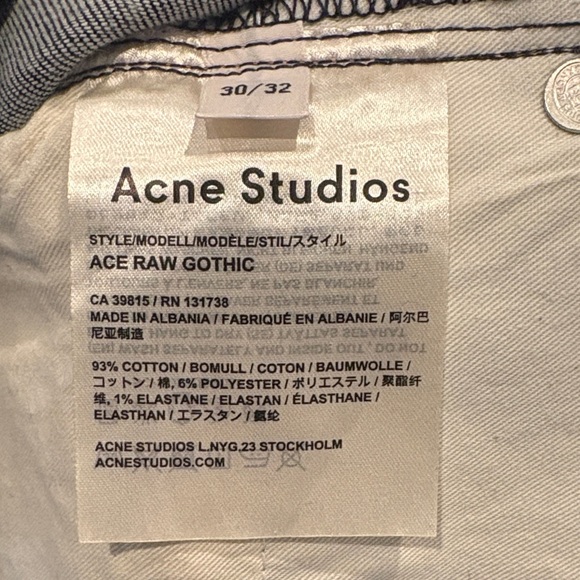 30/32
Acne Studios
STYLE/MODELL/MODÈLE/STIL/スタイル
ACE RAW GOTHIC
CA 39815 / RN 131738
MADE IN ALBANIA / FABRIQUÉ EN ALBANIE / 阿尔巴
尼亚制造
93% COTTON / BOMULL / COTON / BAUMWOLLE /
コットン / 棉, 6% POLYESTER / ポリエステル / 聚酯纤
维, 1% ELASTANE / ELASTAN / ÉLASTHANE /
ELASTHAN / エラスタン / 氨纶
ACNE STUDIOS L.NYG.23 STOCKHOLM
ACNESTUDIOS.COM